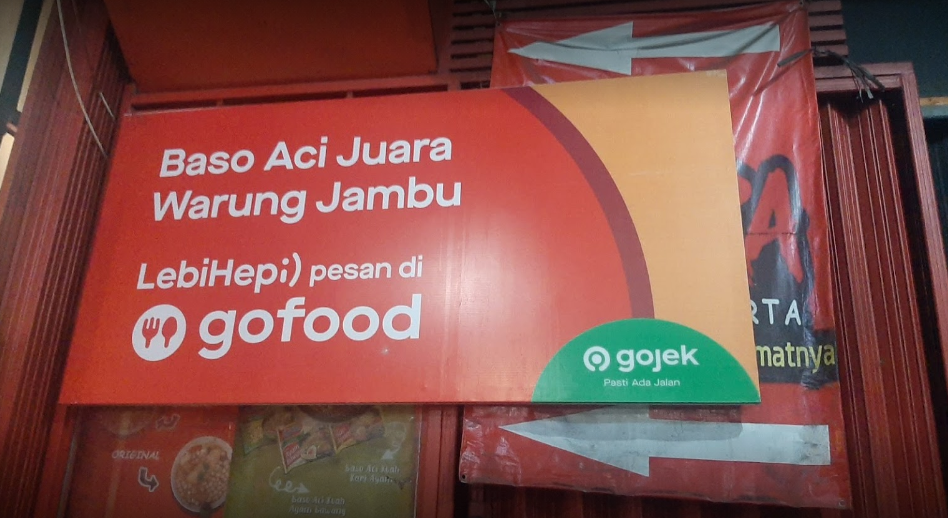 Baso Aci Juara
Warung Jambu
LebiHepi;) pesan di
gofood
gojek
Pasti Ada Jalan
RTA
matnya
ORIGINAL